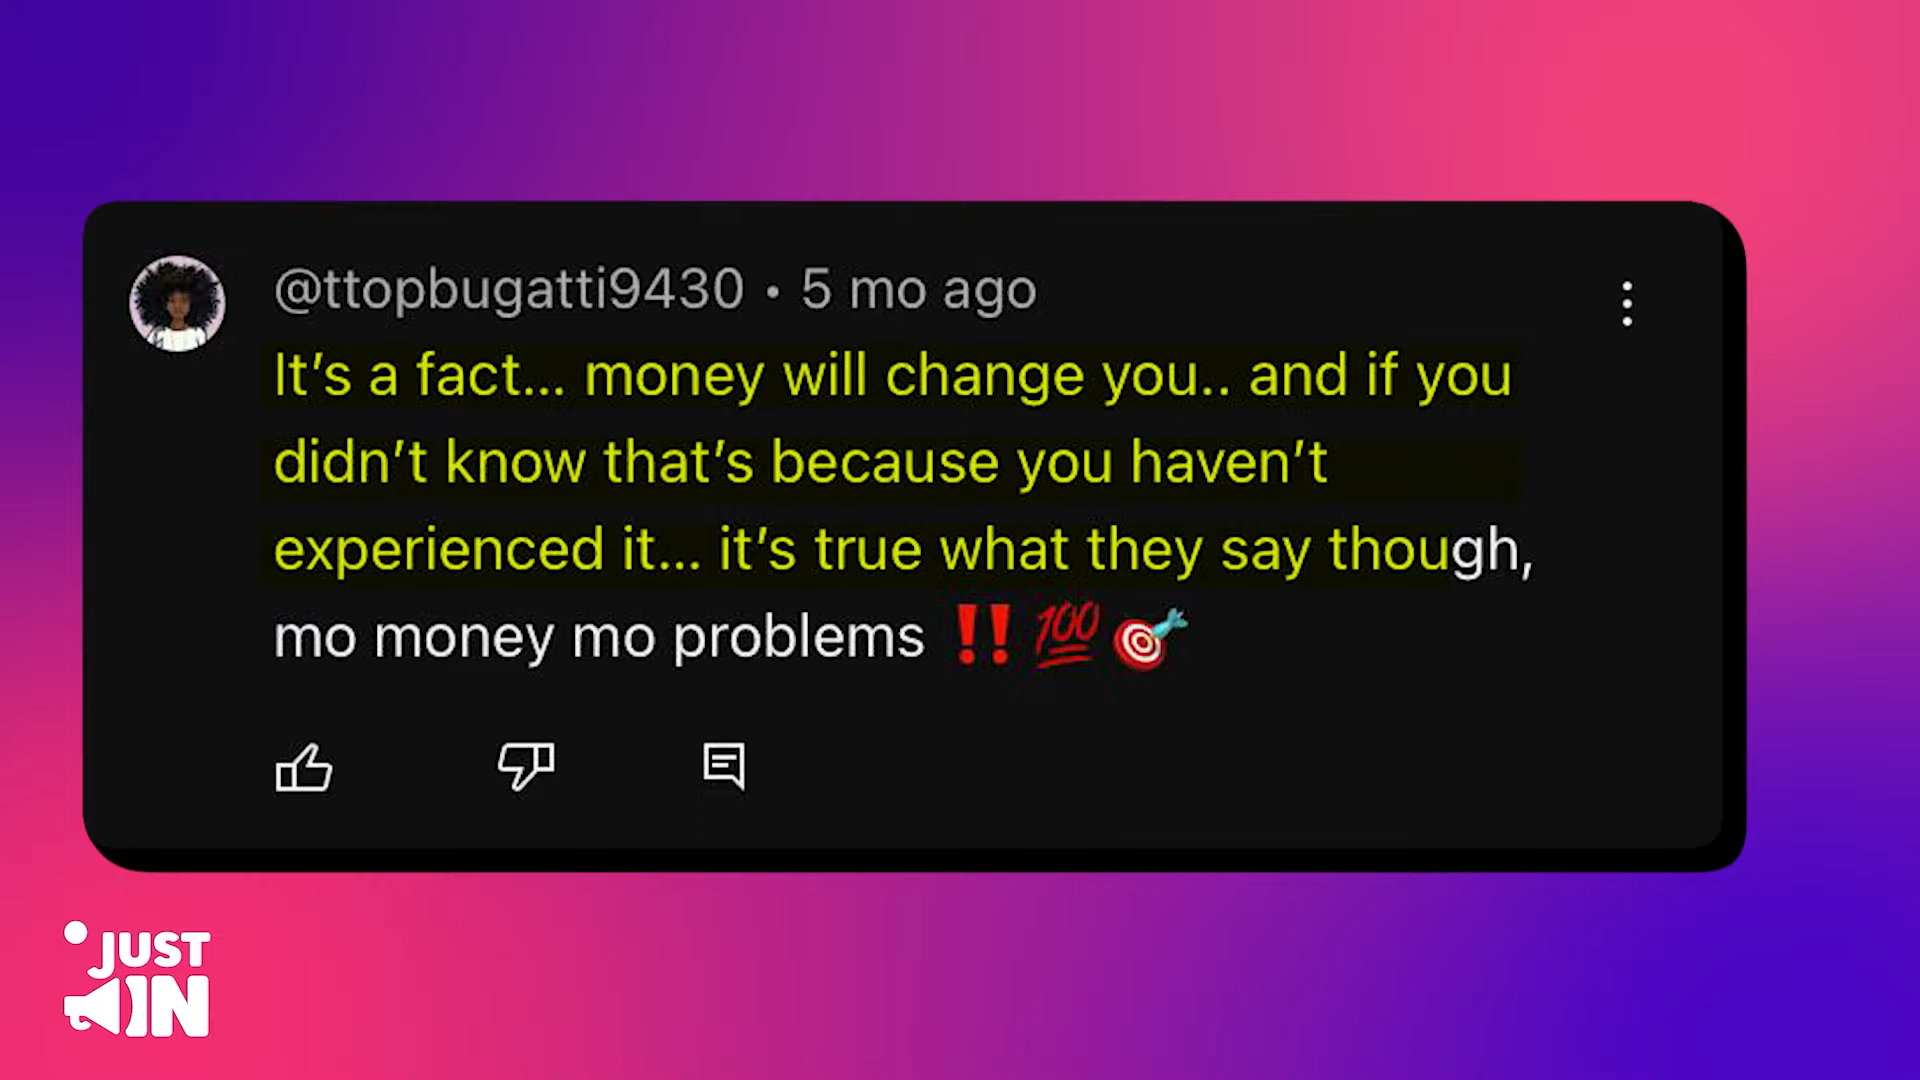 @ttopbugatti9430 • 5 mo ago
It’s a fact... money will change you.. and if you
didn’t know that’s because you haven’t
experienced it... it’s true what they say though,
mo money mo problems ‼️ 💯 🎯
JUST
IN